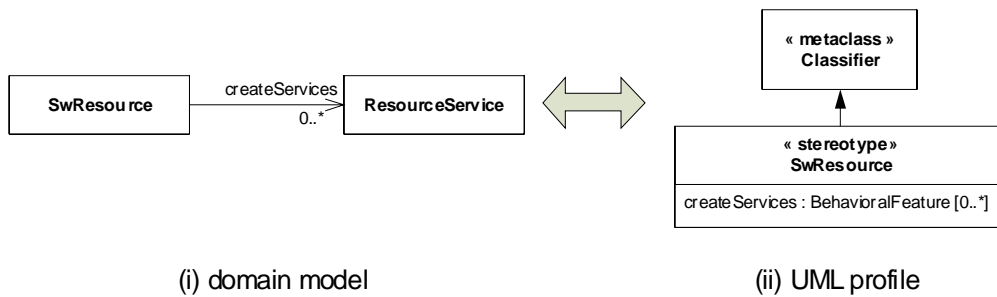 SwResource
createServices
0..*
ResourceService
« metaclass »
Classifier
« stereotype»
SwResource
createServices : BehavioralFeature [0..*]
(i) domain model
(ii) UML profile